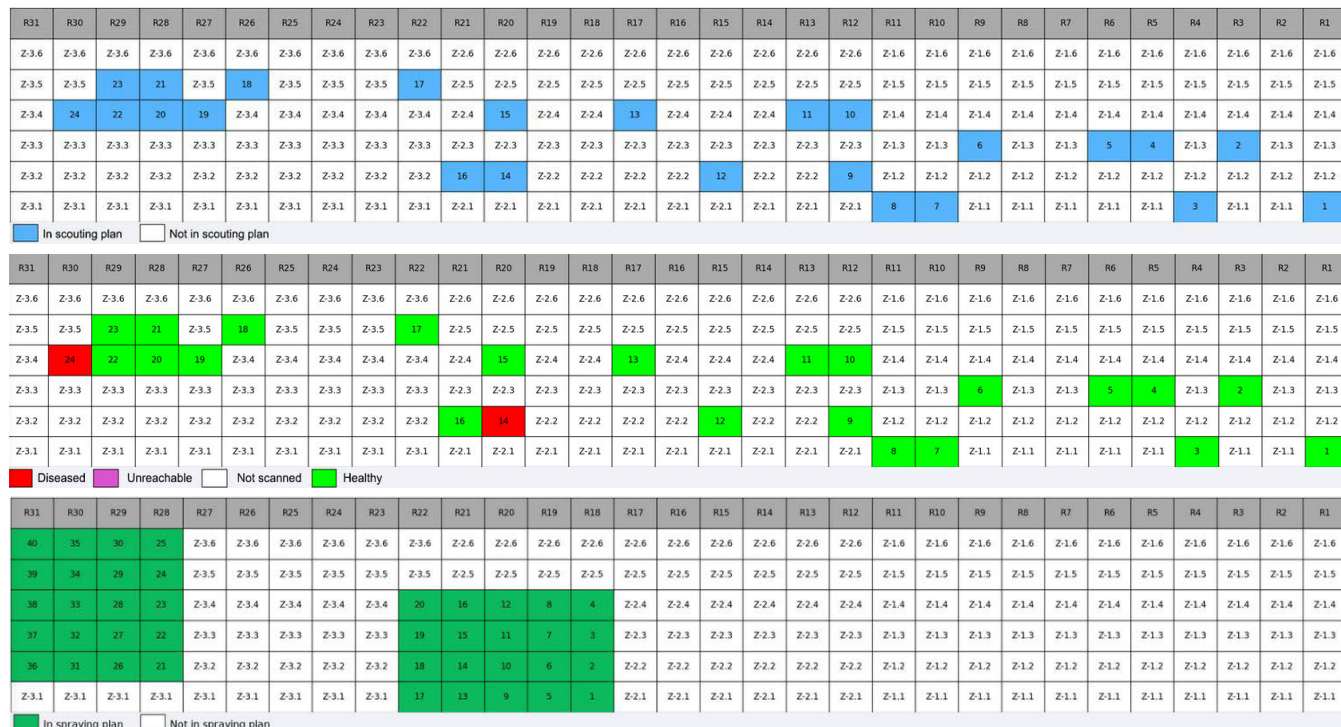 R31 R30 R29 R28 R27 R26 R25 R24 R23 R22 R21 R20 R19 R18 R17 R16 R15 R14 R13 R12 R11 R10 R9 R8 R7 R6 R5 R4 R3 R2 R1
Z-3.6 Z-3.6 Z-3.6 Z-3.6 Z-3.6 Z-3.6 Z-3.6 Z-3.6 Z-3.6 Z-3.6 Z-2.6 Z-2.6 Z-2.6 Z-2.6 Z-2.6 Z-2.6 Z-2.6 Z-2.6 Z-2.6 Z-2.6 Z-1.6 Z-1.6 Z-1.6 Z-1.6 Z-1.6 Z-1.6 Z-1.6 Z-1.6 Z-1.6 Z-1.6 Z-1.6
Z-3.5 Z-3.5 23 21 Z-3.5 18 Z-3.5 Z-3.5 Z-3.5 17 Z-2.5 Z-2.5 Z-2.5 Z-2.5 Z-2.5 Z-2.5 Z-2.5 Z-2.5 Z-2.5 Z-2.5 Z-1.5 Z-1.5 Z-1.5 Z-1.5 Z-1.5 Z-1.5 Z-1.5 Z-1.5 Z-1.5 Z-1.5 Z-1.5
Z-3.4 24 22 20 19 Z-3.4 Z-3.4 Z-3.4 Z-3.4 Z-3.4 Z-2.4 15 Z-2.4 Z-2.4 13 Z-2.4 Z-2.4 Z-2.4 11 10 Z-1.4 Z-1.4 Z-1.4 Z-1.4 Z-1.4 Z-1.4 Z-1.4 Z-1.4 Z-1.4 Z-1.4 Z-1.4
Z-3.3 Z-3.3 Z-3.3 Z-3.3 Z-3.3 Z-3.3 Z-3.3 Z-3.3 Z-3.3 Z-3.3 Z-2.3 Z-2.3 Z-2.3 Z-2.3 Z-2.3 Z-2.3 Z-2.3 Z-2.3 Z-2.3 Z-2.3 Z-1.3 Z-1.3 6 Z-1.3 Z-1.3 5 4 Z-1.3 2 Z-1.3 Z-1.3
Z-3.2 Z-3.2 Z-3.2 Z-3.2 Z-3.2 Z-3.2 Z-3.2 Z-3.2 Z-3.2 Z-3.2 16 14 Z-2.2 Z-2.2 Z-2.2 Z-2.2 12 Z-2.2 Z-2.2 9 Z-1.2 Z-1.2 Z-1.2 Z-1.2 Z-1.2 Z-1.2 Z-1.2 Z-1.2 Z-1.2 Z-1.2 Z-1.2
Z-3.1 Z-3.1 Z-3.1 Z-3.1 Z-3.1 Z-3.1 Z-3.1 Z-3.1 Z-3.1 Z-3.1 Z-2.1 Z-2.1 Z-2.1 Z-2.1 Z-2.1 Z-2.1 Z-2.1 Z-2.1 Z-2.1 Z-2.1 8 7 Z-1.1 Z-1.1 Z-1.1 Z-1.1 Z-1.1 3 Z-1.1 Z-1.1 1
In scouting plan Not in scouting plan
R31 R30 R29 R28 R27 R26 R25 R24 R23 R22 R21 R20 R19 R18 R17 R16 R15 R14 R13 R12 R11 R10 R9 R8 R7 R6 R5 R4 R3 R2 R1
Z-3.6 Z-3.6 Z-3.6 Z-3.6 Z-3.6 Z-3.6 Z-3.6 Z-3.6 Z-3.6 Z-3.6 Z-2.6 Z-2.6 Z-2.6 Z-2.6 Z-2.6 Z-2.6 Z-2.6 Z-2.6 Z-2.6 Z-2.6 Z-1.6 Z-1.6 Z-1.6 Z-1.6 Z-1.6 Z-1.6 Z-1.6 Z-1.6 Z-1.6 Z-1.6 Z-1.6
Z-3.5 Z-3.5 23 21 Z-3.5 18 Z-3.5 Z-3.5 Z-3.5 17 Z-2.5 Z-2.5 Z-2.5 Z-2.5 Z-2.5 Z-2.5 Z-2.5 Z-2.5 Z-2.5 Z-2.5 Z-1.5 Z-1.5 Z-1.5 Z-1.5 Z-1.5 Z-1.5 Z-1.5 Z-1.5 Z-1.5 Z-1.5 Z-1.5
Z-3.4 24 22 20 19 Z-3.4 Z-3.4 Z-3.4 Z-3.4 Z-3.4 Z-2.4 15 Z-2.4 Z-2.4 13 Z-2.4 Z-2.4 Z-2.4 11 10 Z-1.4 Z-1.4 Z-1.4 Z-1.4 Z-1.4 Z-1.4 Z-1.4 Z-1.4 Z-1.4 Z-1.4 Z-1.4
Z-3.3 Z-3.3 Z-3.3 Z-3.3 Z-3.3 Z-3.3 Z-3.3 Z-3.3 Z-3.3 Z-3.3 Z-2.3 Z-2.3 Z-2.3 Z-2.3 Z-2.3 Z-2.3 Z-2.3 Z-2.3 Z-2.3 Z-2.3 Z-1.3 Z-1.3 6 Z-1.3 Z-1.3 5 4 Z-1.3 2 Z-1.3 Z-1.3
Z-3.2 Z-3.2 Z-3.2 Z-3.2 Z-3.2 Z-3.2 Z-3.2 Z-3.2 Z-3.2 Z-3.2 16 14 Z-2.2 Z-2.2 Z-2.2 Z-2.2 12 Z-2.2 Z-2.2 9 Z-1.2 Z-1.2 Z-1.2 Z-1.2 Z-1.2 Z-1.2 Z-1.2 Z-1.2 Z-1.2 Z-1.2 Z-1.2
Z-3.1 Z-3.1 Z-3.1 Z-3.1 Z-3.1 Z-3.1 Z-3.1 Z-3.1 Z-3.1 Z-3.1 Z-2.1 Z-2.1 Z-2.1 Z-2.1 Z-2.1 Z-2.1 Z-2.1 Z-2.1 Z-2.1 Z-2.1 8 7 Z-1.1 Z-1.1 Z-1.1 Z-1.1 Z-1.1 3 Z-1.1 Z-1.1 1
Diseased Unreachable Not scanned Healthy
R31 R30 R29 R28 R27 R26 R25 R24 R23 R22 R21 R20 R19 R18 R17 R16 R15 R14 R13 R12 R11 R10 R9 R8 R7 R6 R5 R4 R3 R2 R1
40 35 30 25 Z-3.6 Z-3.6 Z-3.6 Z-3.6 Z-3.6 Z-3.6 Z-2.6 Z-2.6 Z-2.6 Z-2.6 Z-2.6 Z-2.6 Z-2.6 Z-2.6 Z-2.6 Z-2.6 Z-1.6 Z-1.6 Z-1.6 Z-1.6 Z-1.6 Z-1.6 Z-1.6 Z-1.6 Z-1.6 Z-1.6 Z-1.6
39 34 29 24 Z-3.5 Z-3.5 Z-3.5 Z-3.5 Z-3.5 Z-3.5 Z-2.5 Z-2.5 Z-2.5 Z-2.5 Z-2.5 Z-2.5 Z-2.5 Z-2.5 Z-2.5 Z-2.5 Z-1.5 Z-1.5 Z-1.5 Z-1.5 Z-1.5 Z-1.5 Z-1.5 Z-1.5 Z-1.5 Z-1.5 Z-1.5
38 33 28 23 Z-3.4 Z-3.4 Z-3.4 Z-3.4 Z-3.4 20 16 12 8 4 Z-2.4 Z-2.4 Z-2.4 Z-2.4 Z-2.4 Z-2.4 Z-1.4 Z-1.4 Z-1.4 Z-1.4 Z-1.4 Z-1.4 Z-1.4 Z-1.4 Z-1.4 Z-1.4 Z-1.4
37 32 27 22 Z-3.3 Z-3.3 Z-3.3 Z-3.3 Z-3.3 19 15 11 7 3 Z-2.3 Z-2.3 Z-2.3 Z-2.3 Z-2.3 Z-2.3 Z-1.3 Z-1.3 Z-1.3 Z-1.3 Z-1.3 Z-1.3 Z-1.3 Z-1.3 Z-1.3 Z-1.3 Z-1.3
36 31 26 21 Z-3.2 Z-3.2 Z-3.2 Z-3.2 Z-3.2 18 14 10 6 2 Z-2.2 Z-2.2 Z-2.2 Z-2.2 Z-2.2 Z-2.2 Z-1.2 Z-1.2 Z-1.2 Z-1.2 Z-1.2 Z-1.2 Z-1.2 Z-1.2 Z-1.2 Z-1.2 Z-1.2
Z-3.1 Z-3.1 Z-3.1 Z-3.1 Z-3.1 Z-3.1 Z-3.1 Z-3.1 Z-3.1 17 13 9 5 1 Z-2.1 Z-2.1 Z-2.1 Z-2.1 Z-2.1 Z-2.1 Z-1.1 Z-1.1 Z-1.1 Z-1.1 Z-1.1 Z-1.1 Z-1.1 Z-1.1 Z-1.1 Z-1.1 Z-1.1
In spraying plan Not in spraying plan